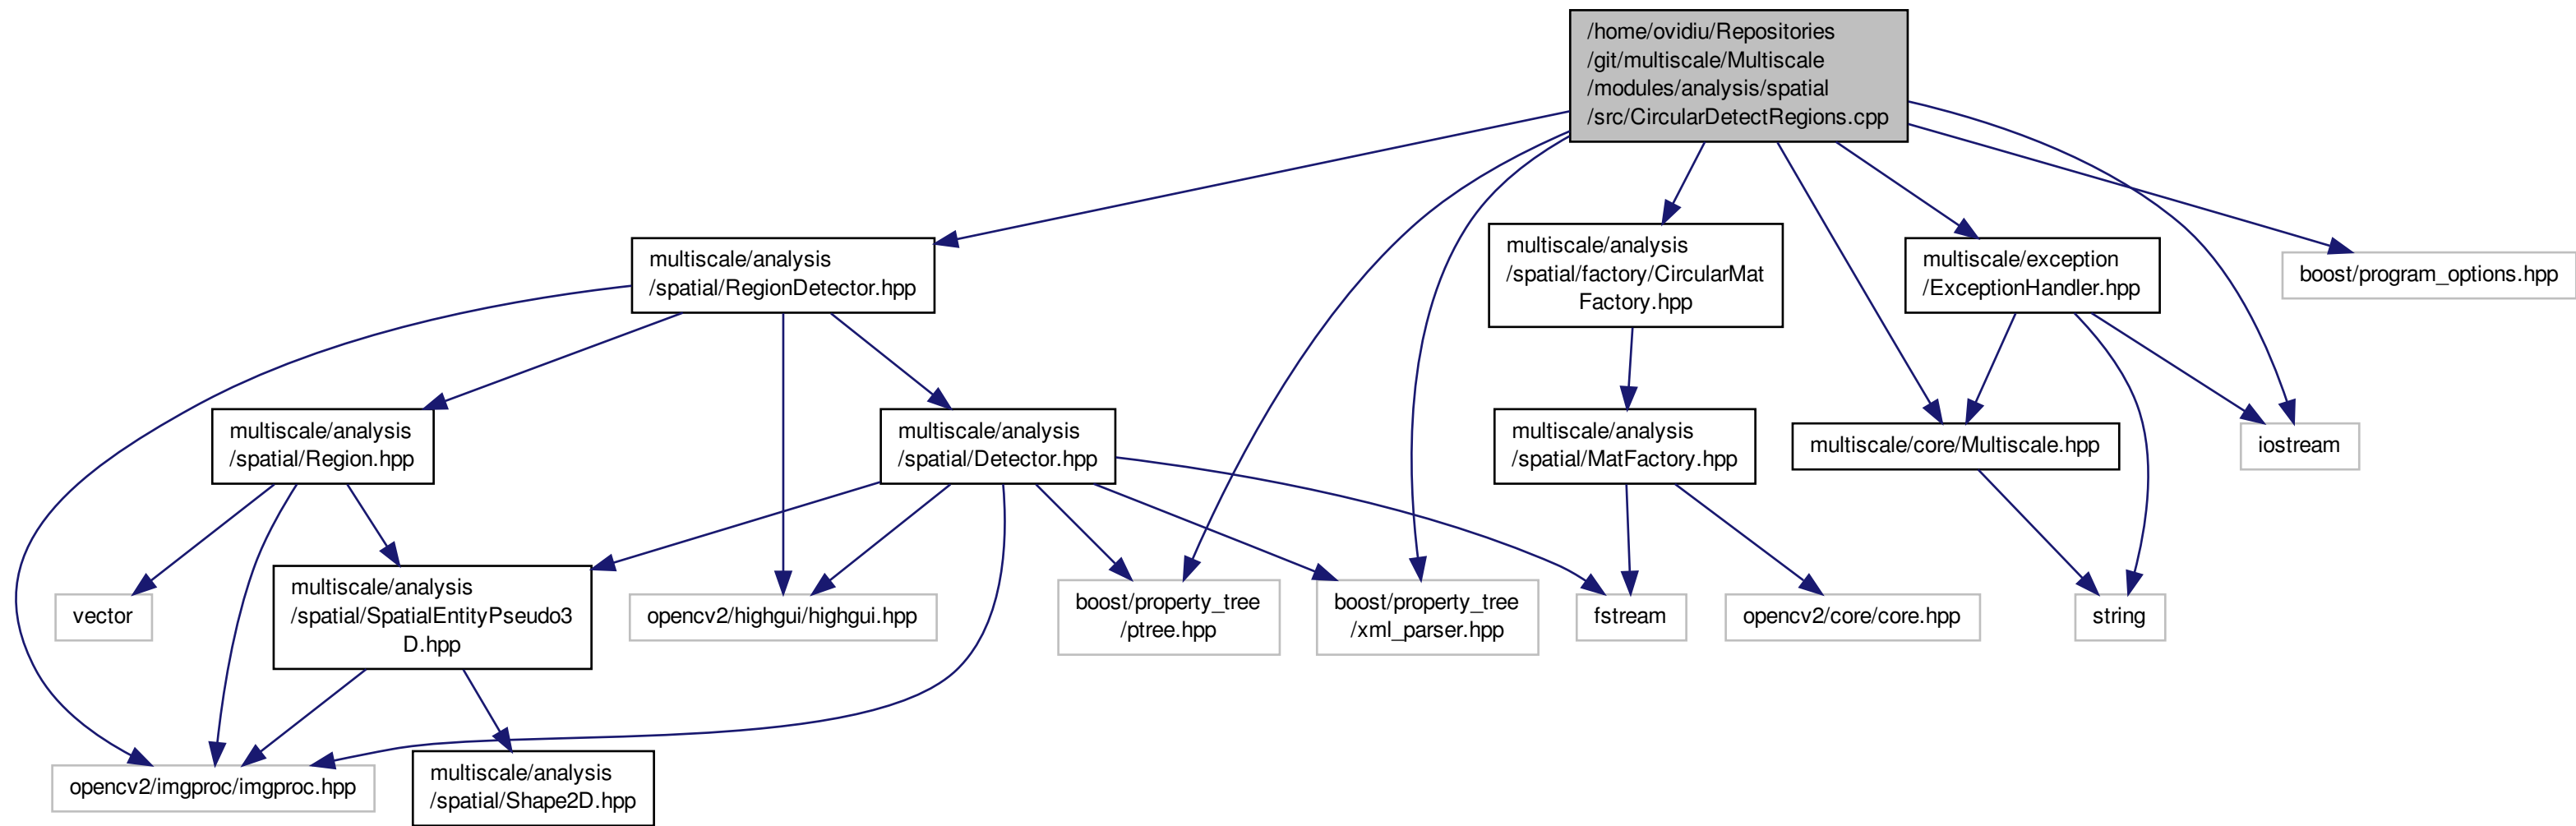 /home/ovidiu/Repositories
/git/multiscale/Multiscale
/modules/analysis/spatial
/src/CircularDetectRegions.cpp
multiscale/analysis
/spatial/RegionDetector.hpp
multiscale/analysis
/spatial/factory/CircularMat
Factory.hpp
multiscale/exception
/ExceptionHandler.hpp
boost/program_options.hpp
multiscale/analysis
/spatial/Region.hpp
multiscale/analysis
/spatial/Detector.hpp
multiscale/analysis
/spatial/MatFactory.hpp
multiscale/core/Multiscale.hpp
iostream
vector
multiscale/analysis
/spatial/SpatialEntityPseudo3
D.hpp
opencv2/highgui/highgui.hpp
boost/property_tree
/ptree.hpp
boost/property_tree
/xml_parser.hpp
fstream
opencv2/core/core.hpp
string
opencv2/imgproc/imgproc.hpp
multiscale/analysis
/spatial/Shape2D.hpp